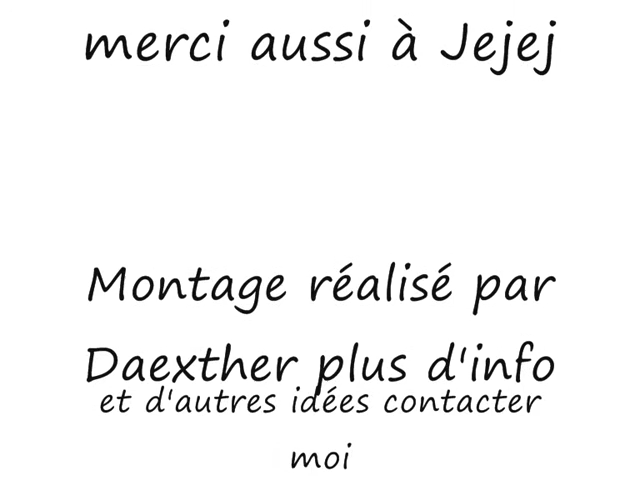 merci aussi à Jejej
Montage réalisé par
Daexther plus d'info
et d'autres idées contacter
moi